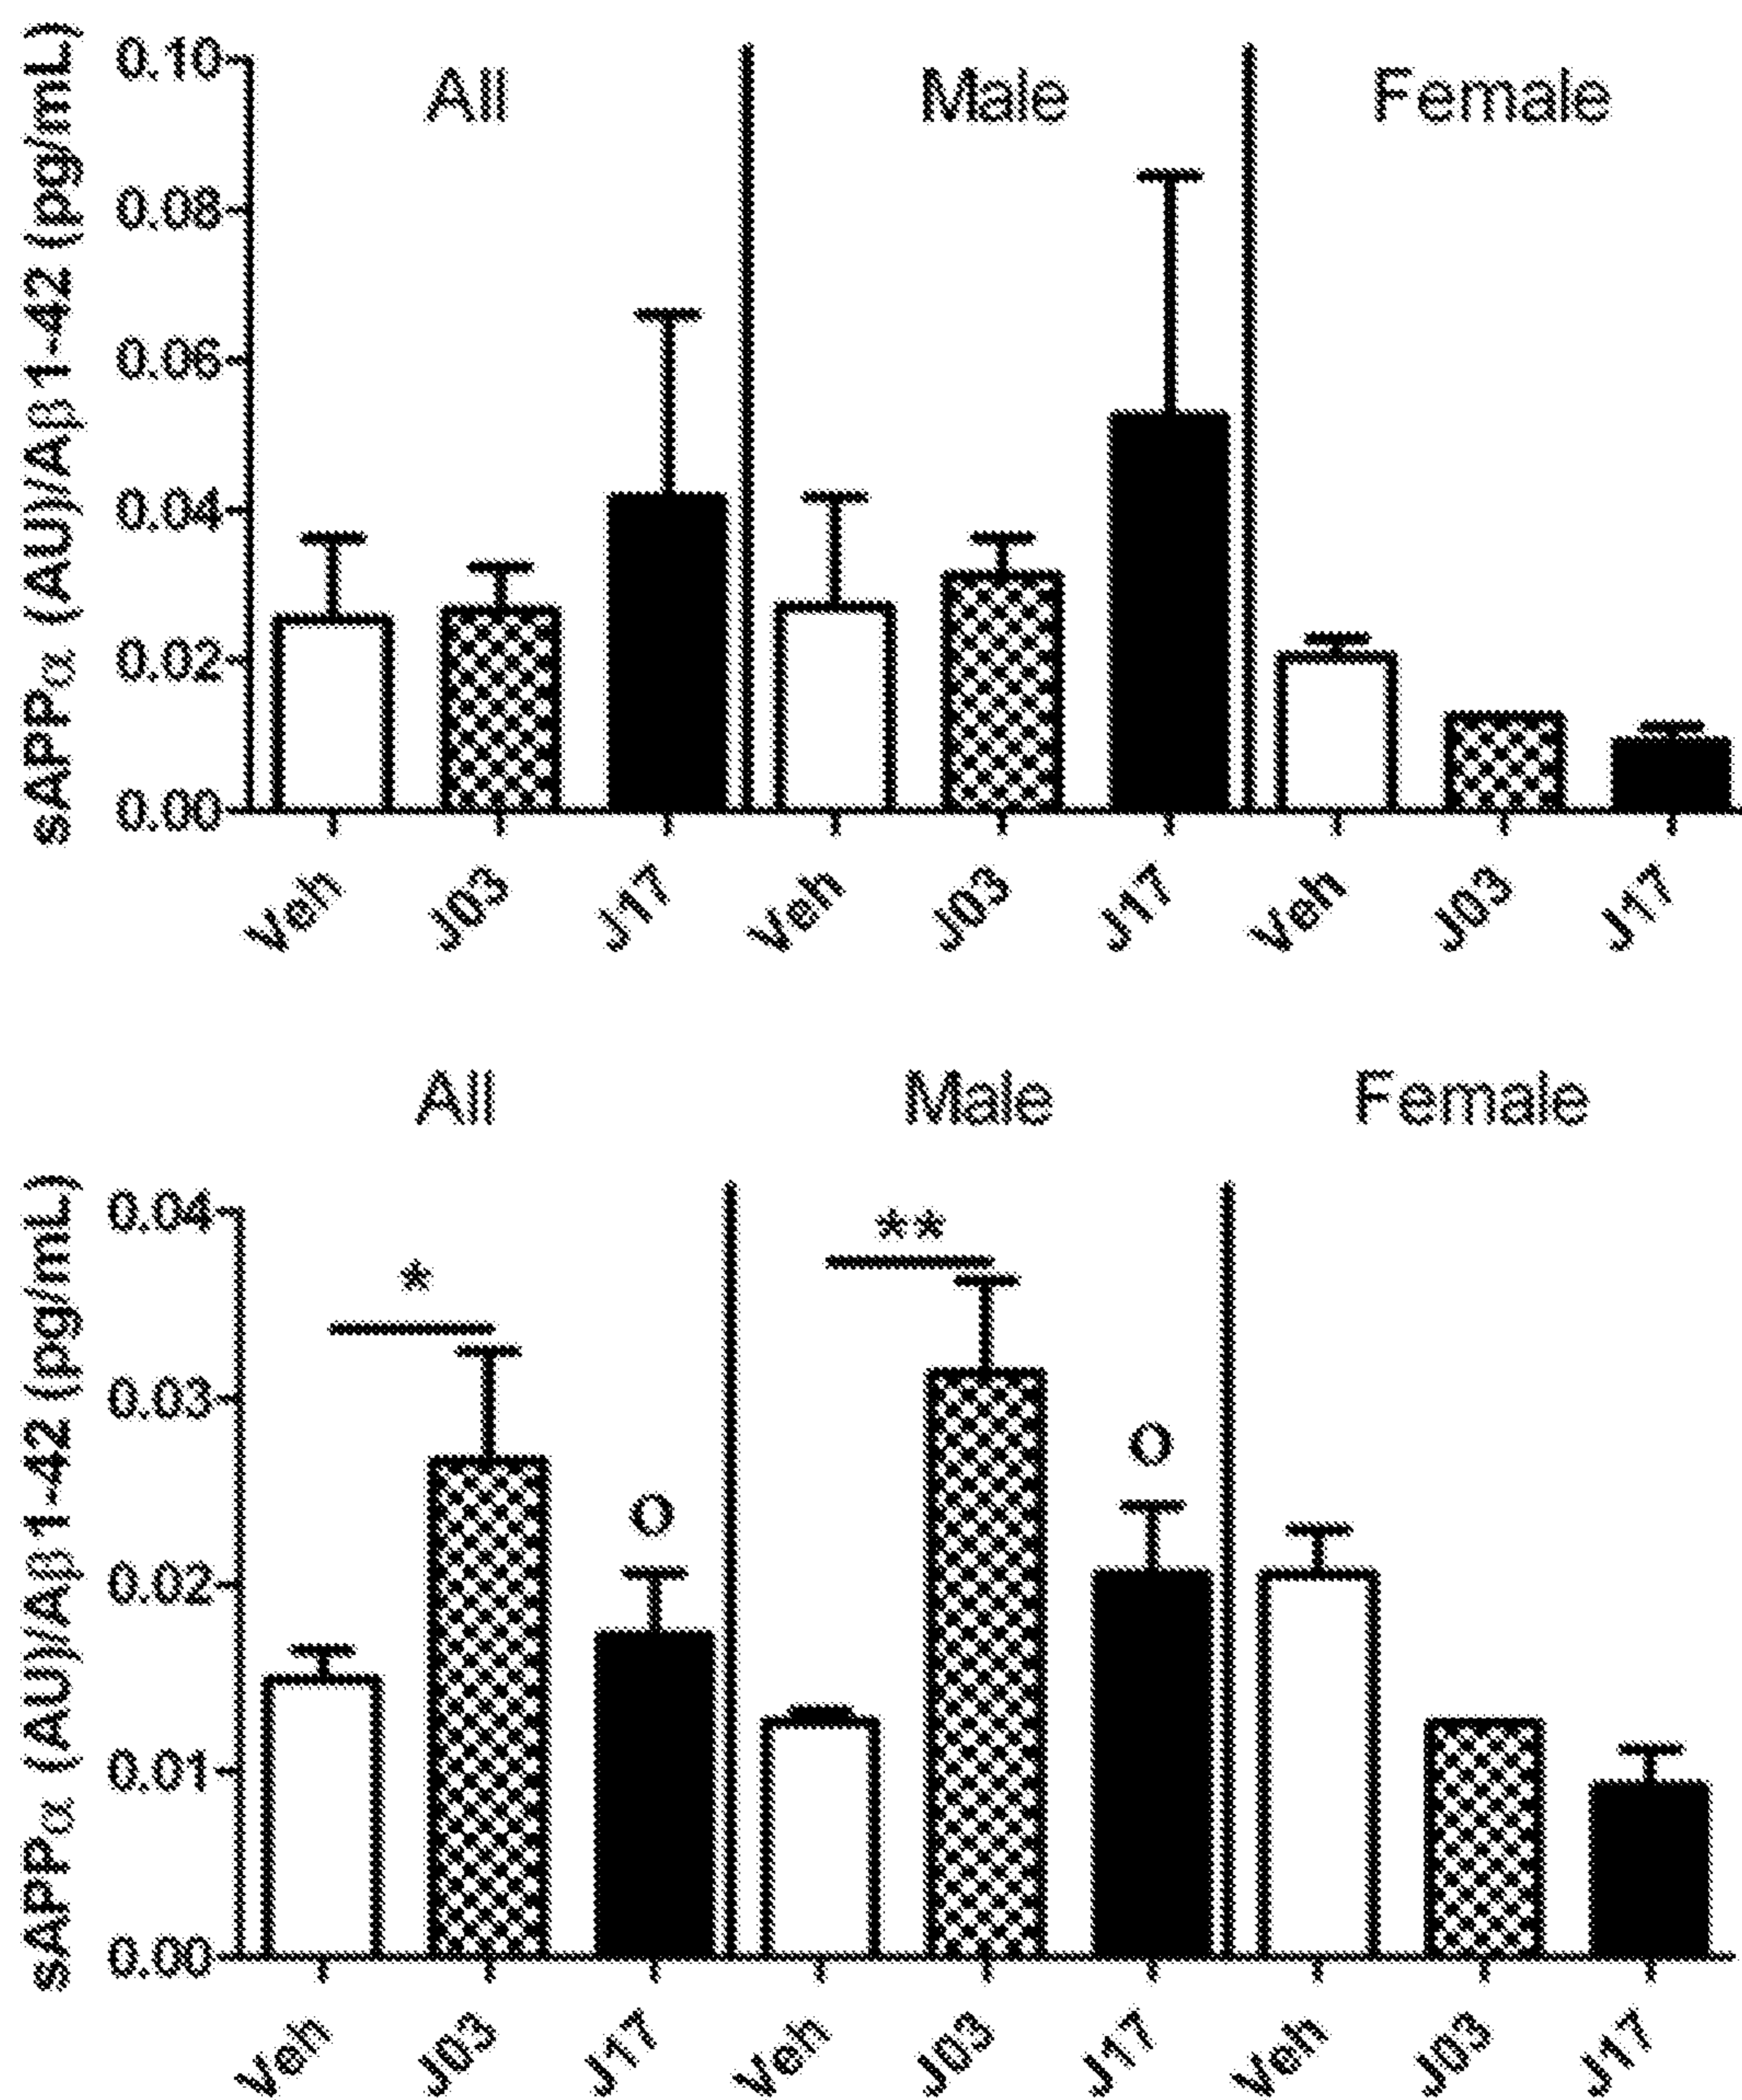 All Male Female
sAPPα (AU)/Aβ 1-42 (pg/mL)
0.10
0.08
0.06
0.04
0.02
0.00
Veh J03 J17 Veh J03 J17 Veh J03 J17
All Male Female
sAPPα (AU)/Aβ 1-42 (pg/mL)
0.04
0.03
0.02
0.01
0.00
* **
O O
Veh J03 J17 Veh J03 J17 Veh J03 J17